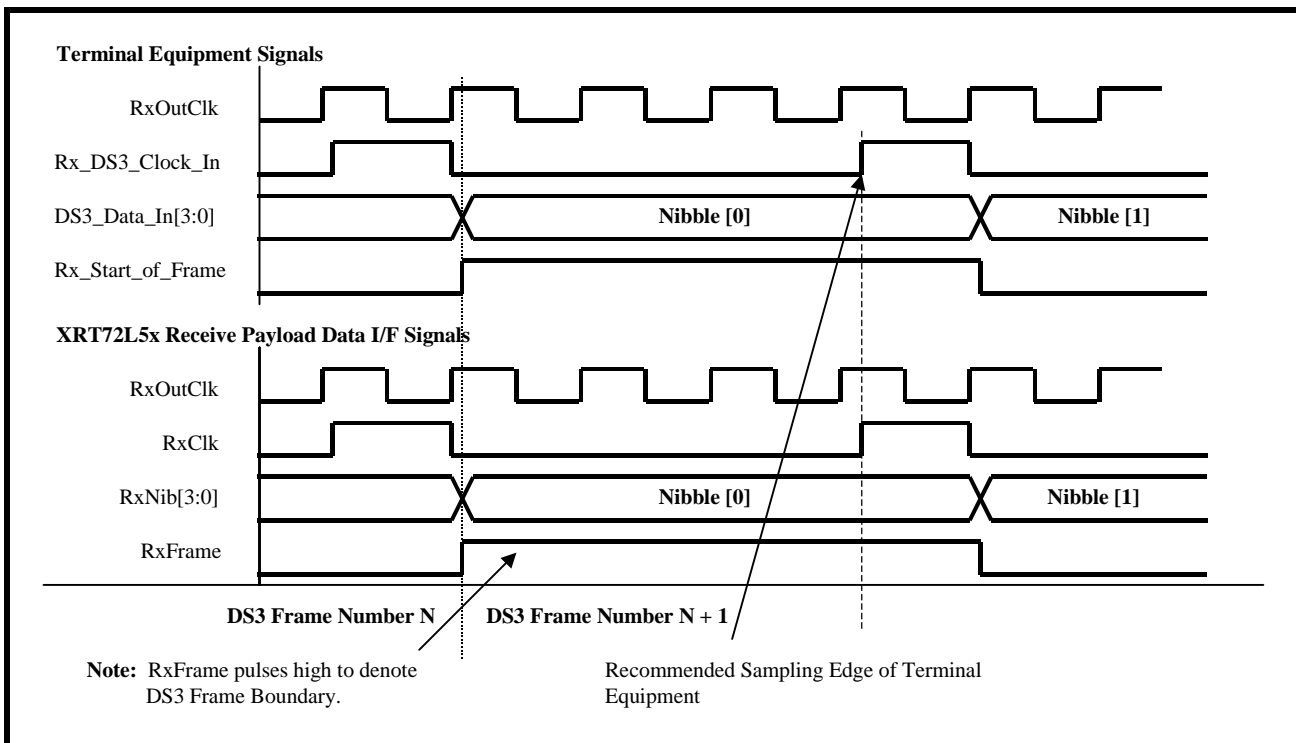 Terminal Equipment Signals
RxOutClk
Rx_DS3_Clock_In
DS3_Data_In[3:0]
Nibble [0]
Nibble [1]
Rx_Start_of_Frame
XRT72L5x Receive Payload Data I/F Signals
RxOutClk
RxClk
RxNib[3:0]
Nibble [0]
Nibble [1]
RxFrame
DS3 Frame Number N
DS3 Frame Number N + 1
Note: RxFrame pulses high to denote
DS3 Frame Boundary.
Recommended Sampling Edge of Terminal
Equipment